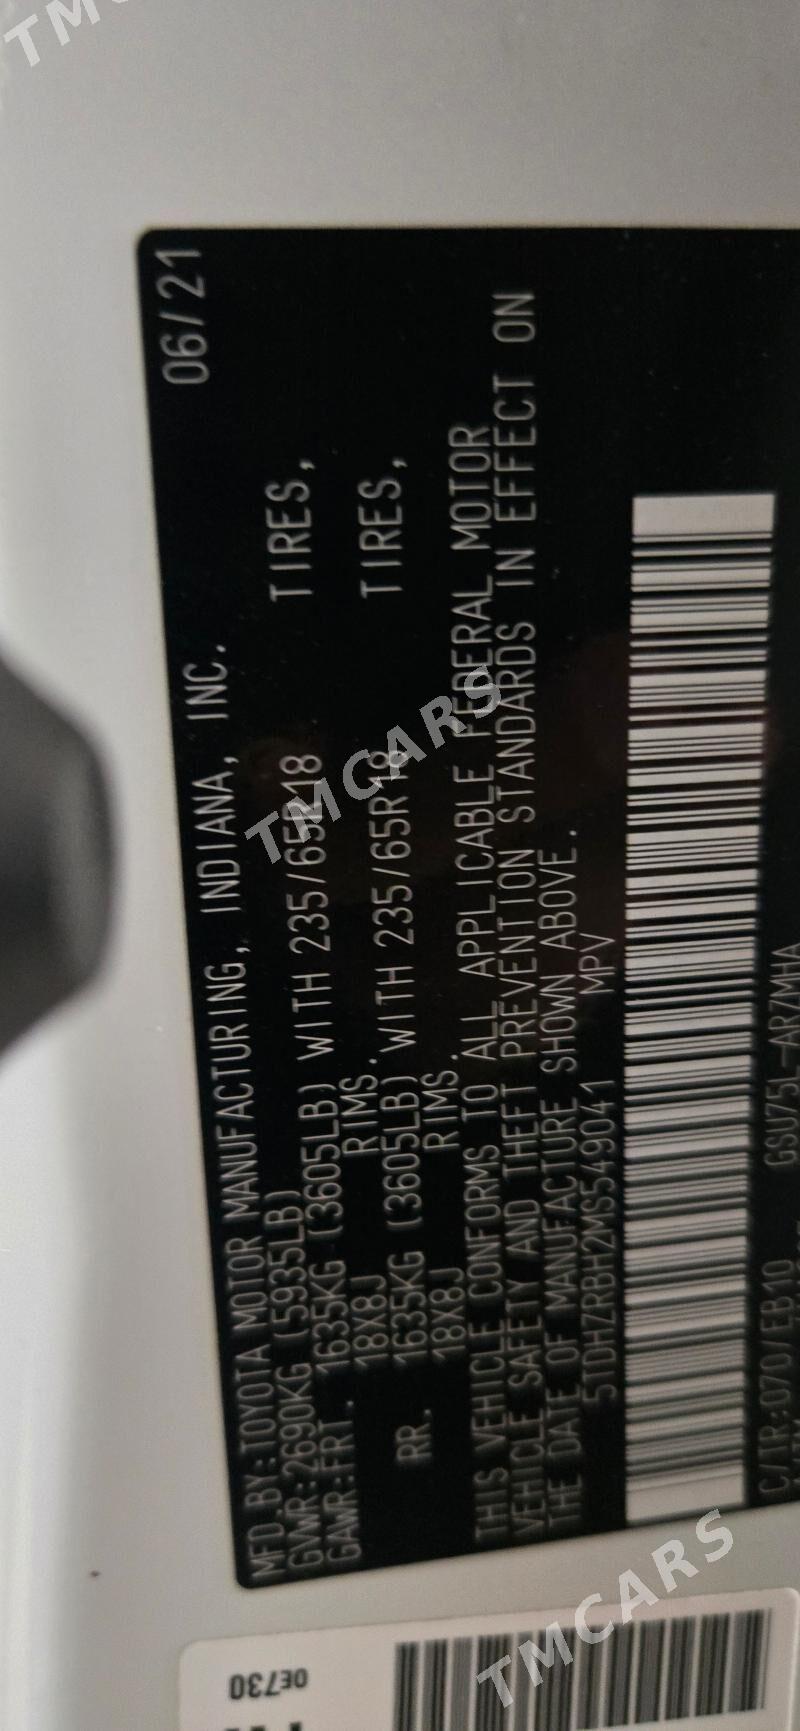 MFD.BY:TOYOTA MOTOR MANUFACTURING, INDIANA, INC. 06/21
GVWR:2690KG (5935LB)
GAWR:FRT. 1635KG (3605LB) WITH 235/65R18 TIRES,
18X8J RIMS.
RR. 1635KG (3605LB) WITH 235/65R18 TIRES,
18X8J RIMS.
THIS VEHICLE CONFORMS TO ALL APPLICABLE FEDERAL MOTOR
VEHICLE SAFETY AND THEFT PREVENTION STANDARDS IN EFFECT ON
THE DATE OF MANUFACTURE SHOWN ABOVE.
5TDHZRBH2MS549041 MPV
C/TR:070/EB10 GSU75L-ARZMHA
0E730
TMCARS
TMCARS
TMC